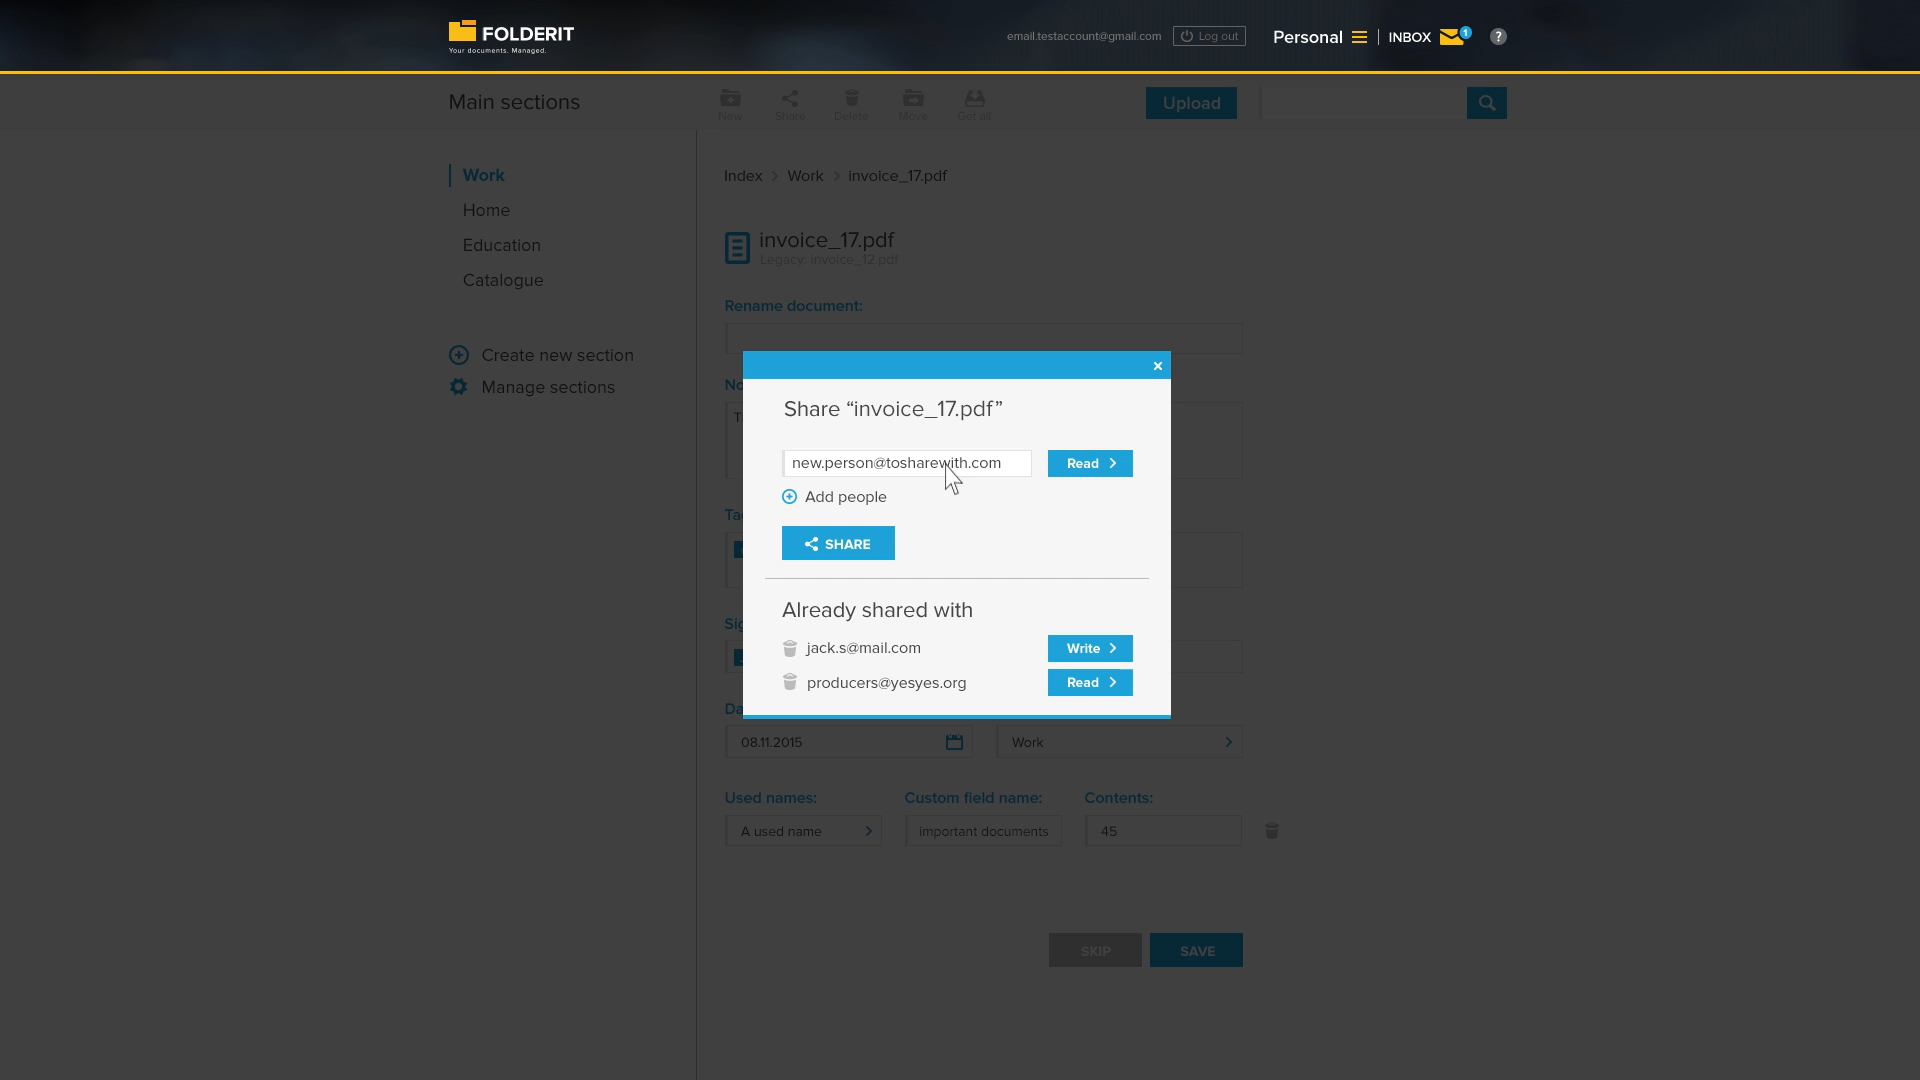 FOLDERIT
Your documents. Managed.
email.testaccount@gmail.com
Log out
Personal
INBOX
1
?
Main sections
New
Share
Delete
Move
Get all
Upload
Work
Home
Education
Catalogue
Create new section
Manage sections
Index > Work > invoice_17.pdf
invoice_17.pdf
Legacy: invoice_12.pdf
Rename document:
Share “invoice_17.pdf”
new.person@tosharewith.com
Read
Add people
SHARE
Already shared with
jack.s@mail.com
Write
producers@yesyes.org
Read
08.11.2015
Work
Used names:
Custom field name:
Contents:
A used name
important documents
45
SKIP
SAVE